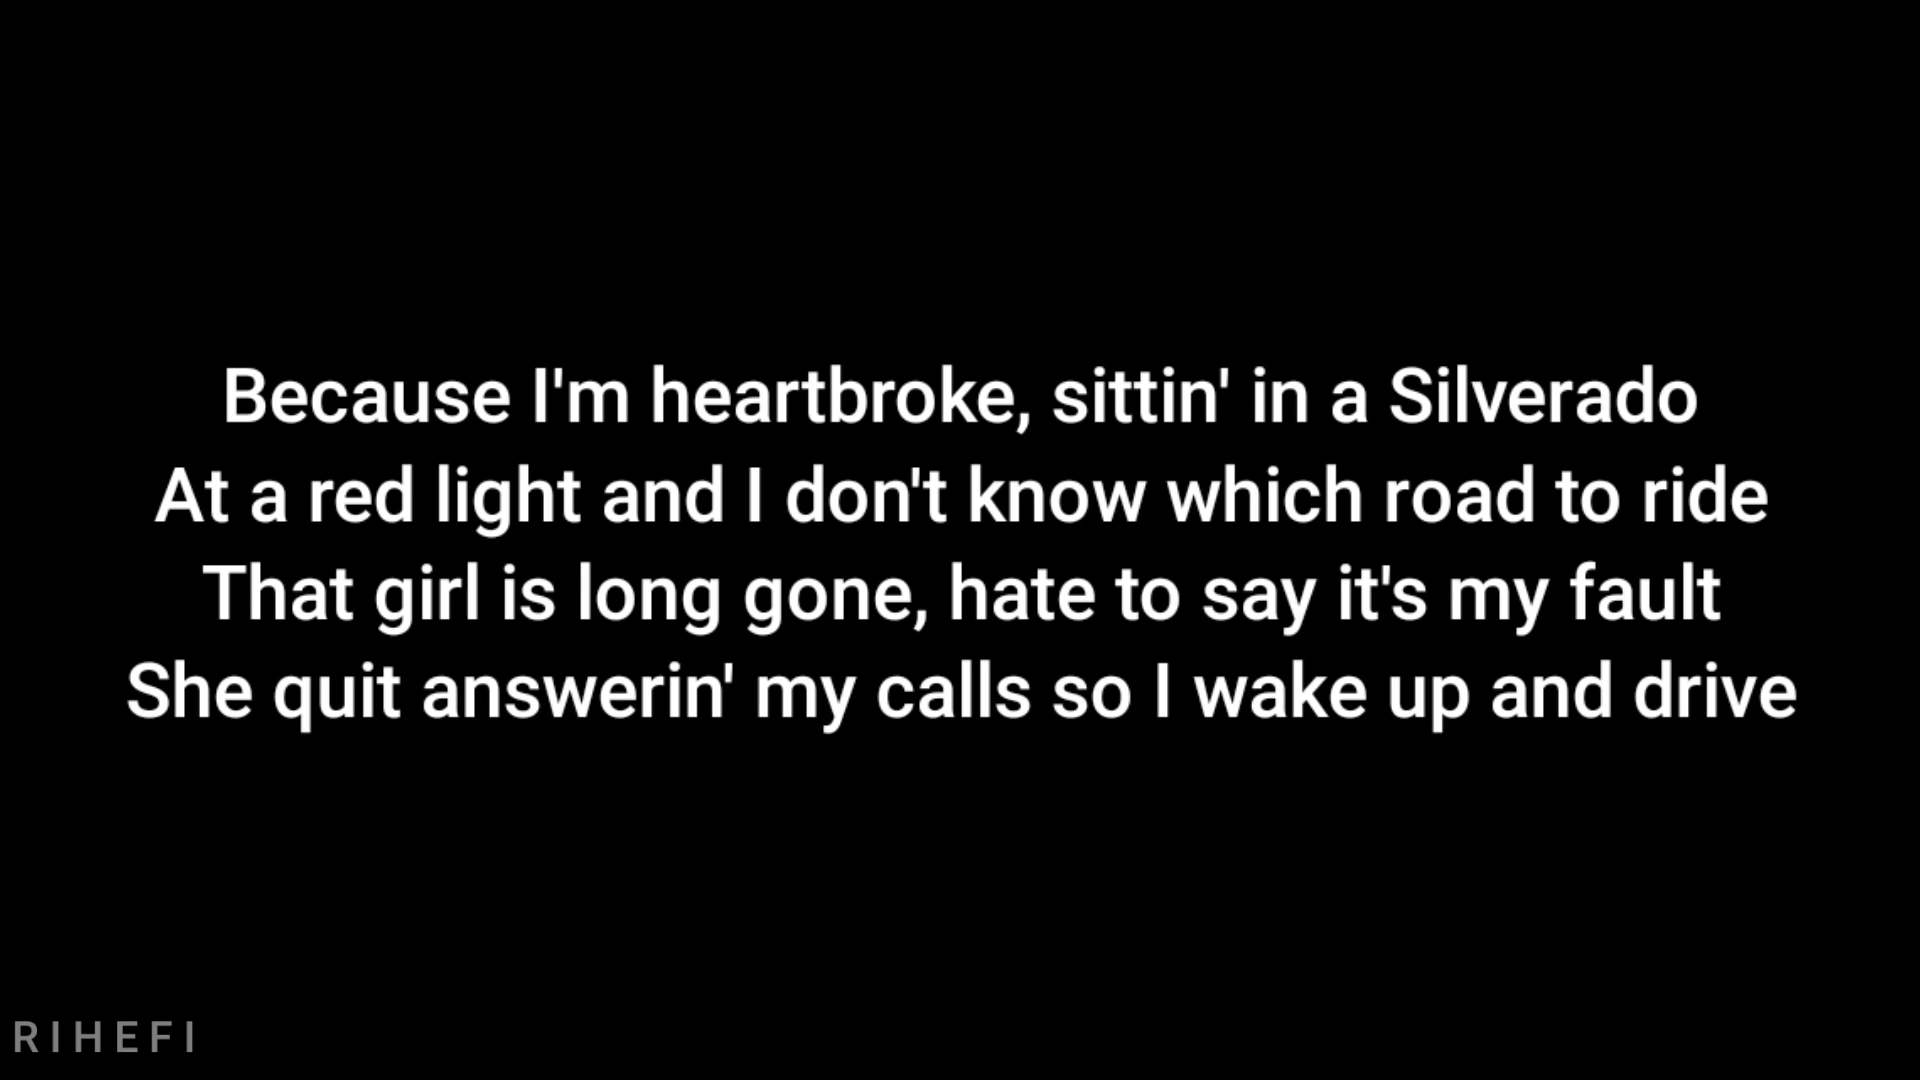 Because I'm heartbroke, sittin' in a Silverado
At a red light and I don't know which road to ride
That girl is long gone, hate to say it's my fault
She quit answerin' my calls so I wake up and drive
RIHEFI